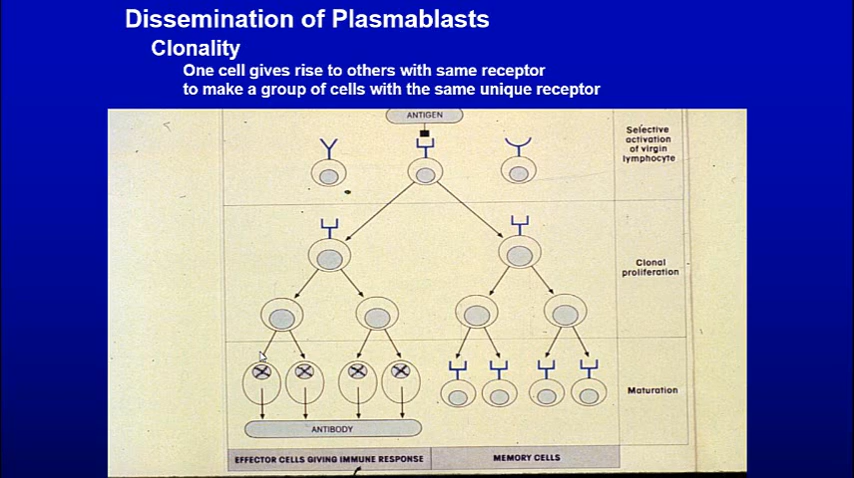 Dissemination of Plasmablasts
Clonality
One cell gives rise to others with same receptor
to make a group of cells with the same unique receptor
ANTIGEN
Selective
activation
of virgin
lymphocyte
Clonal
proliferation
Maturation
ANTIBODY
EFFECTOR CELLS GIVING IMMUNE RESPONSE
MEMORY CELLS